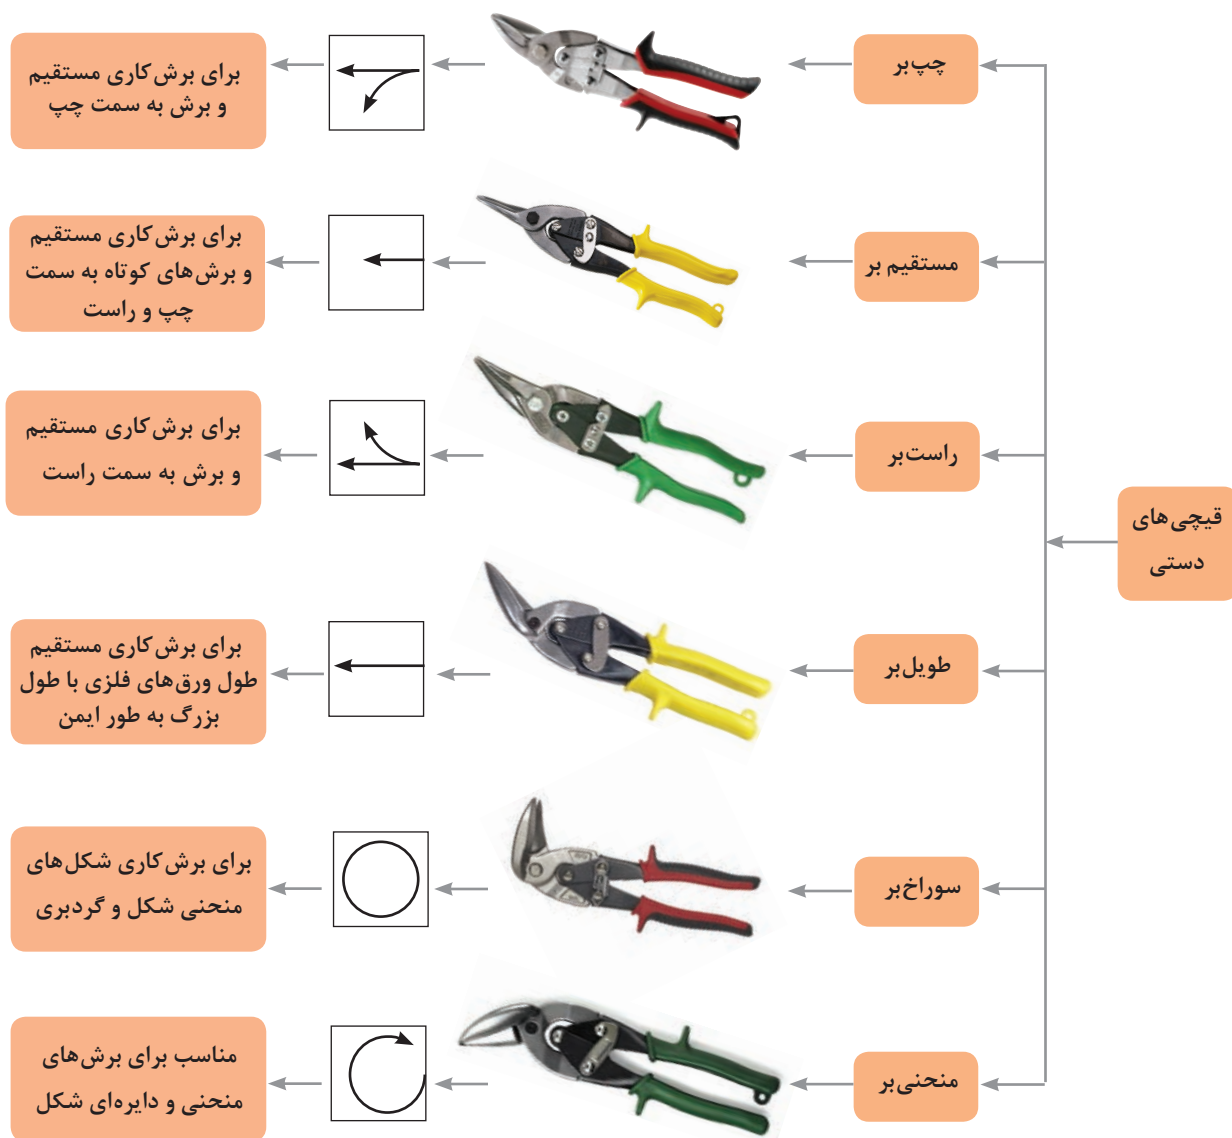 قیچی‌های
دستی
چپ‌بر
برای برش‌کاری مستقیم
و برش به سمت چپ
مستقیم بر
برای برش‌کاری مستقیم
و برش‌های کوتاه به سمت
چپ و راست
راست‌بر
برای برش‌کاری مستقیم
و برش به سمت راست
طویل‌بر
برای برش‌کاری مستقیم
طول ورق‌های فلزی با طول
بزرگ به طور ایمن
سوراخ‌بر
برای برش‌کاری شکل‌های
منحنی شکل و گردبری
منحنی‌بر
مناسب برای برش‌های
منحنی و دایره‌ای شکل